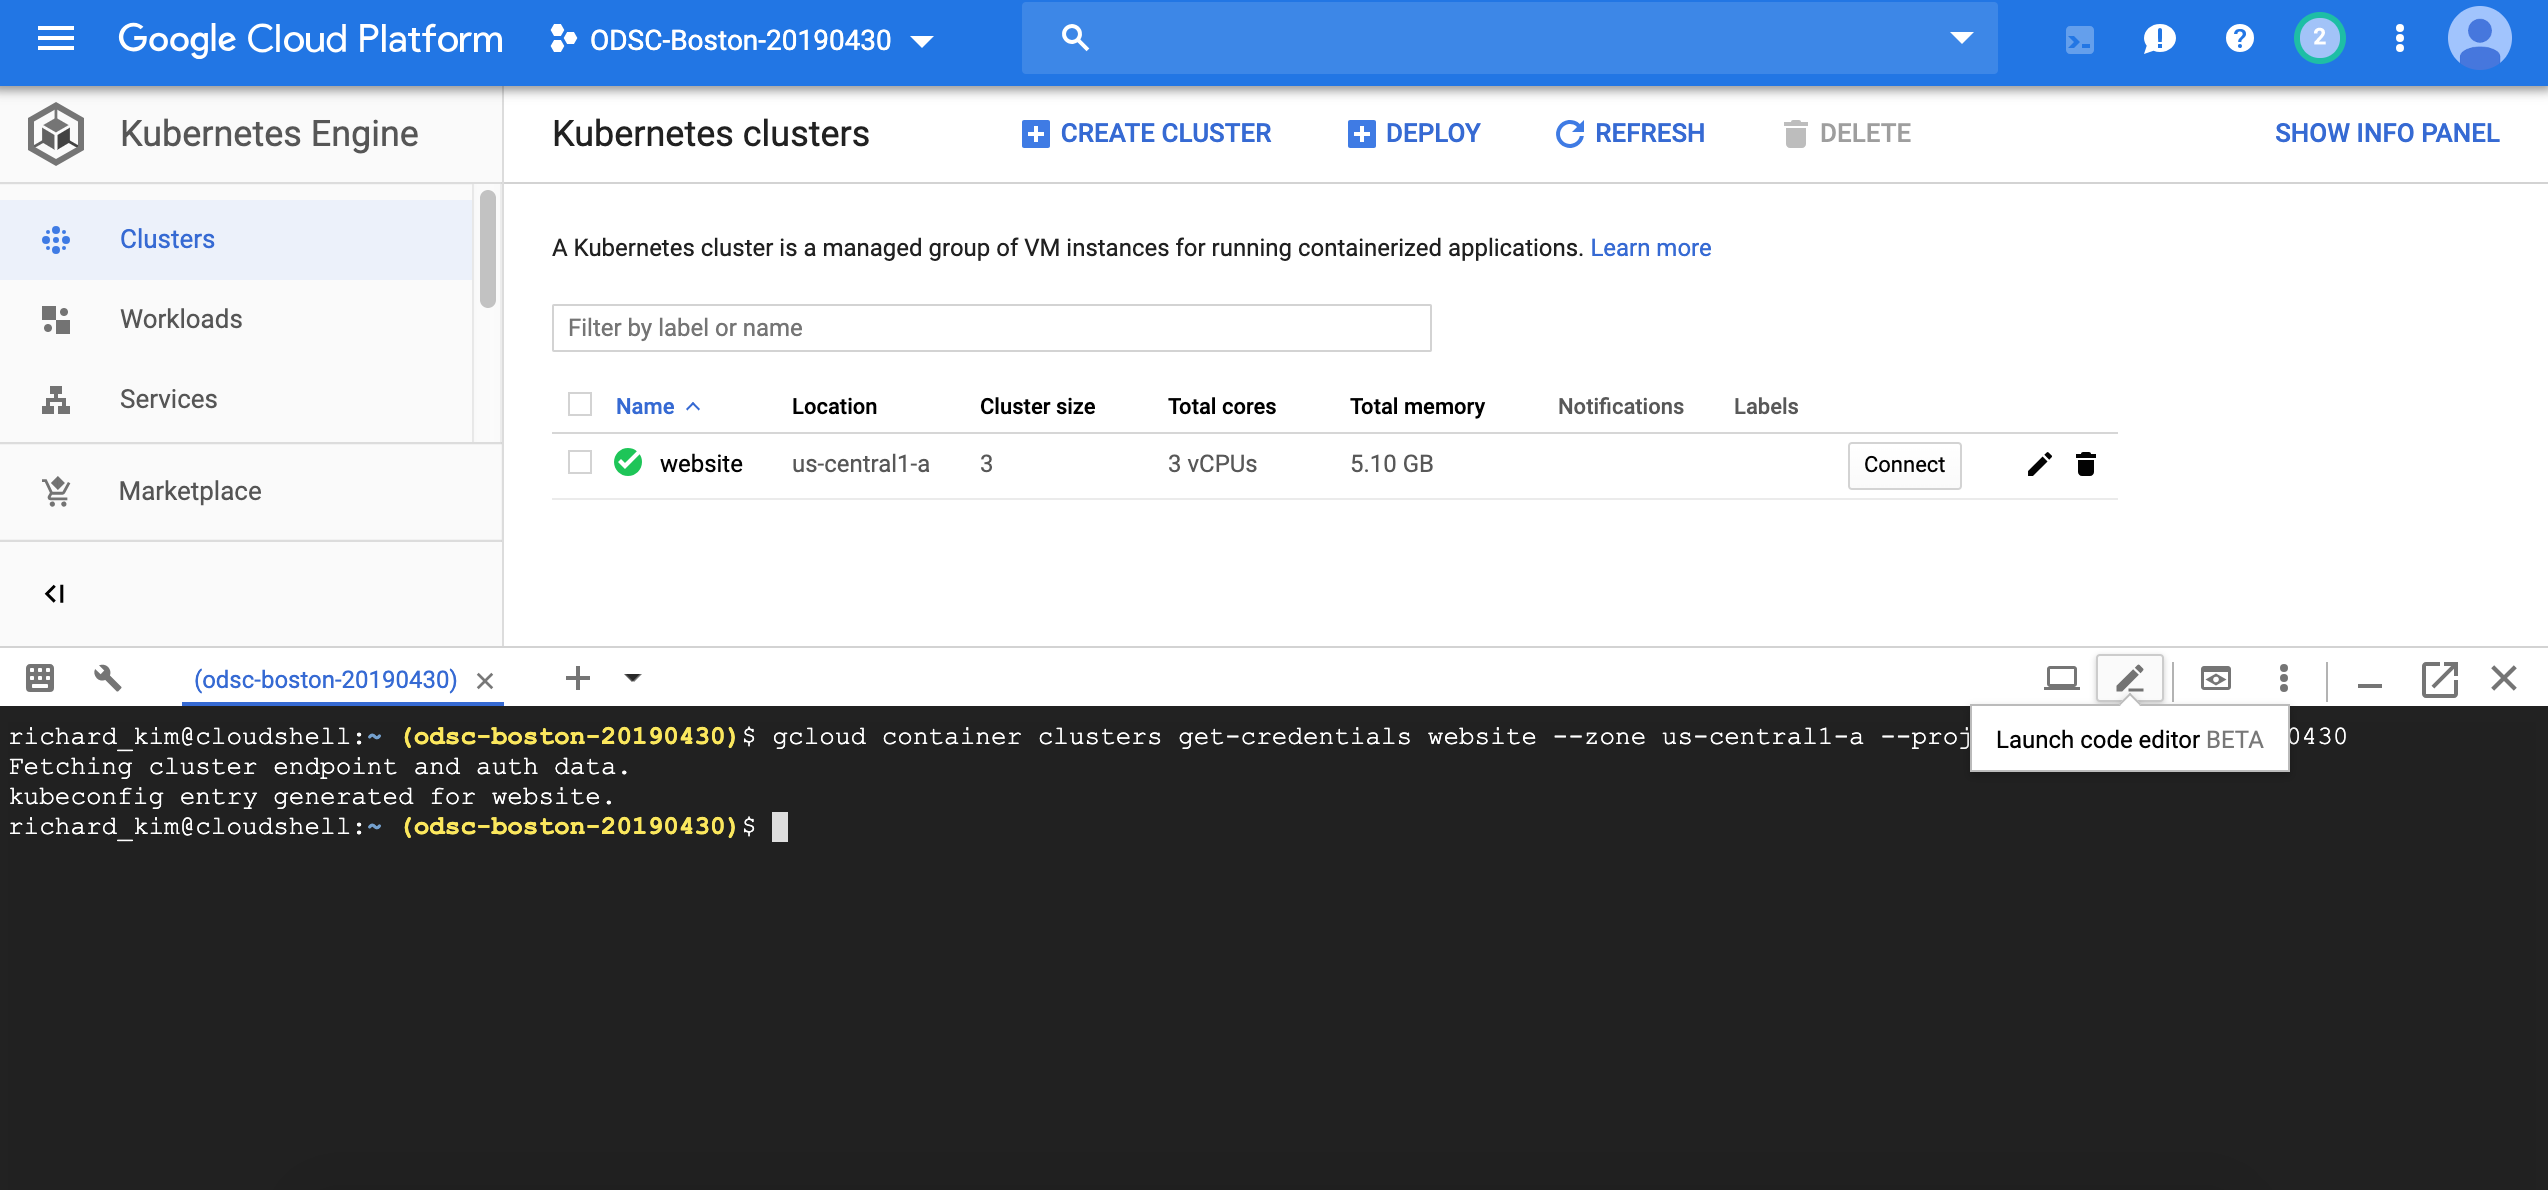 Google Cloud Platform
ODSC-Boston-20190430
2
Kubernetes Engine
Kubernetes clusters
CREATE CLUSTER
DEPLOY
REFRESH
DELETE
SHOW INFO PANEL
Clusters
Workloads
Services
Marketplace
A Kubernetes cluster is a managed group of VM instances for running containerized applications. Learn more
Filter by label or name
Name Location Cluster size Total cores Total memory Notifications Labels
website us-central1-a 3 3 vCPUs 5.10 GB Connect
(odsc-boston-20190430)
Launch code editor BETA
richard_kim@cloudshell:~ (odsc-boston-20190430)$ gcloud container clusters get-credentials website --zone us-central1-a --proj 0430
Fetching cluster endpoint and auth data.
kubeconfig entry generated for website.
richard_kim@cloudshell:~ (odsc-boston-20190430)$